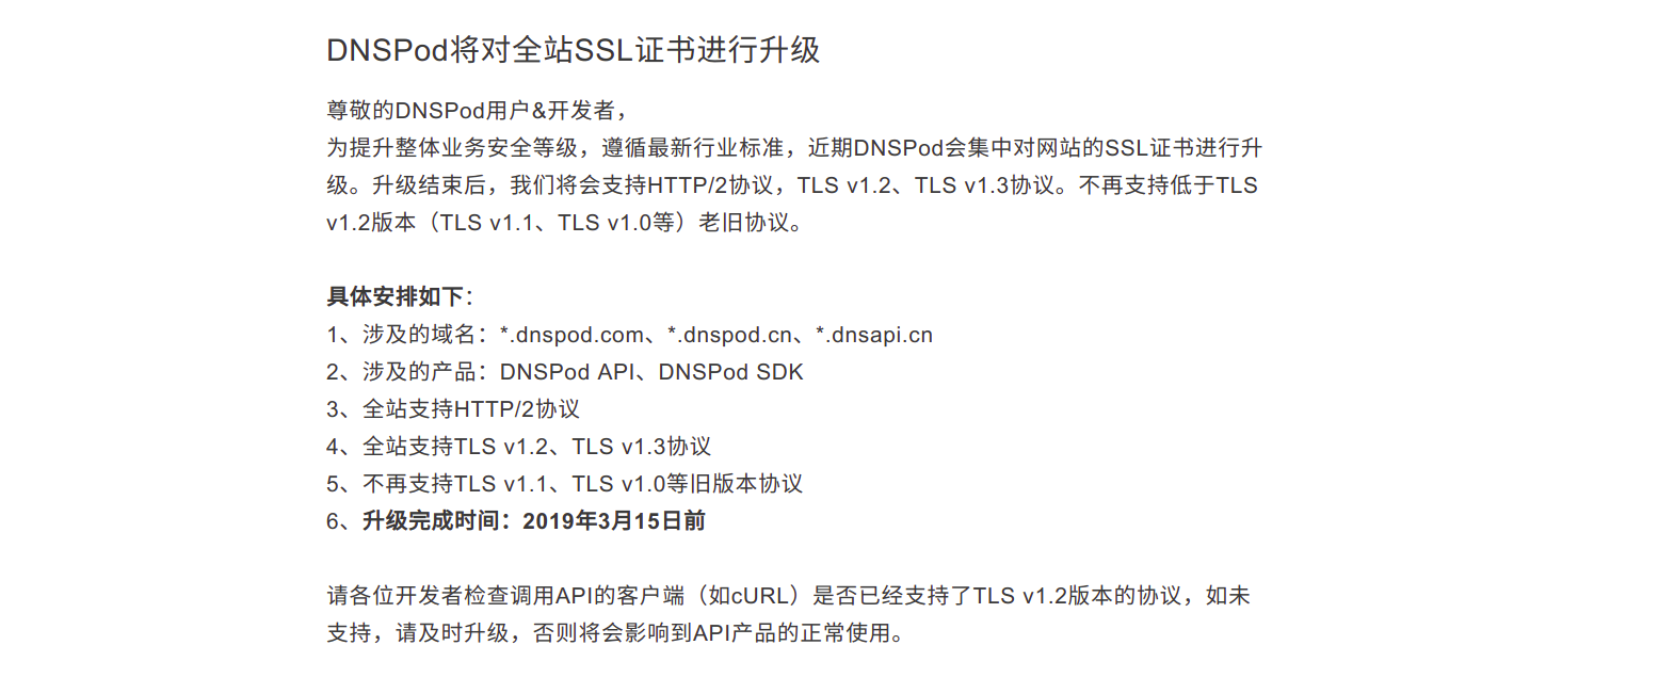 DNSPod将对全站SSL证书进行升级
尊敬的DNSPod用户&开发者，
为提升整体业务安全等级，遵循最新行业标准，近期DNSPod会集中对网站的SSL证书进行升
级。升级结束后，我们将会支持HTTP/2协议，TLS v1.2、TLS v1.3协议。不再支持低于TLS
v1.2版本（TLS v1.1、TLS v1.0等）老旧协议。
具体安排如下：
1、涉及的域名：*.dnspod.com、*.dnspod.cn、*.dnsapi.cn
2、涉及的产品：DNSPod API、DNSPod SDK
3、全站支持HTTP/2协议
4、全站支持TLS v1.2、TLS v1.3协议
5、不再支持TLS v1.1、TLS v1.0等旧版本协议
6、升级完成时间：2019年3月15日前
请各位开发者检查调用API的客户端（如cURL）是否已经支持了TLS v1.2版本的协议，如未
支持，请及时升级，否则将会影响到API产品的正常使用。